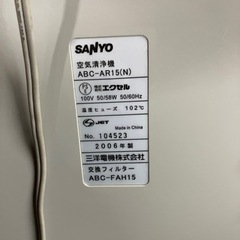 SANYO
空気清浄機
ABC-AR15(N)
エクセル
100V 50/58W 50/60Hz
温度ヒューズ 102℃
JET Made in China
No. 104523
2006年製
三洋電機株式会社
交換フィルター
ABC-FAH15